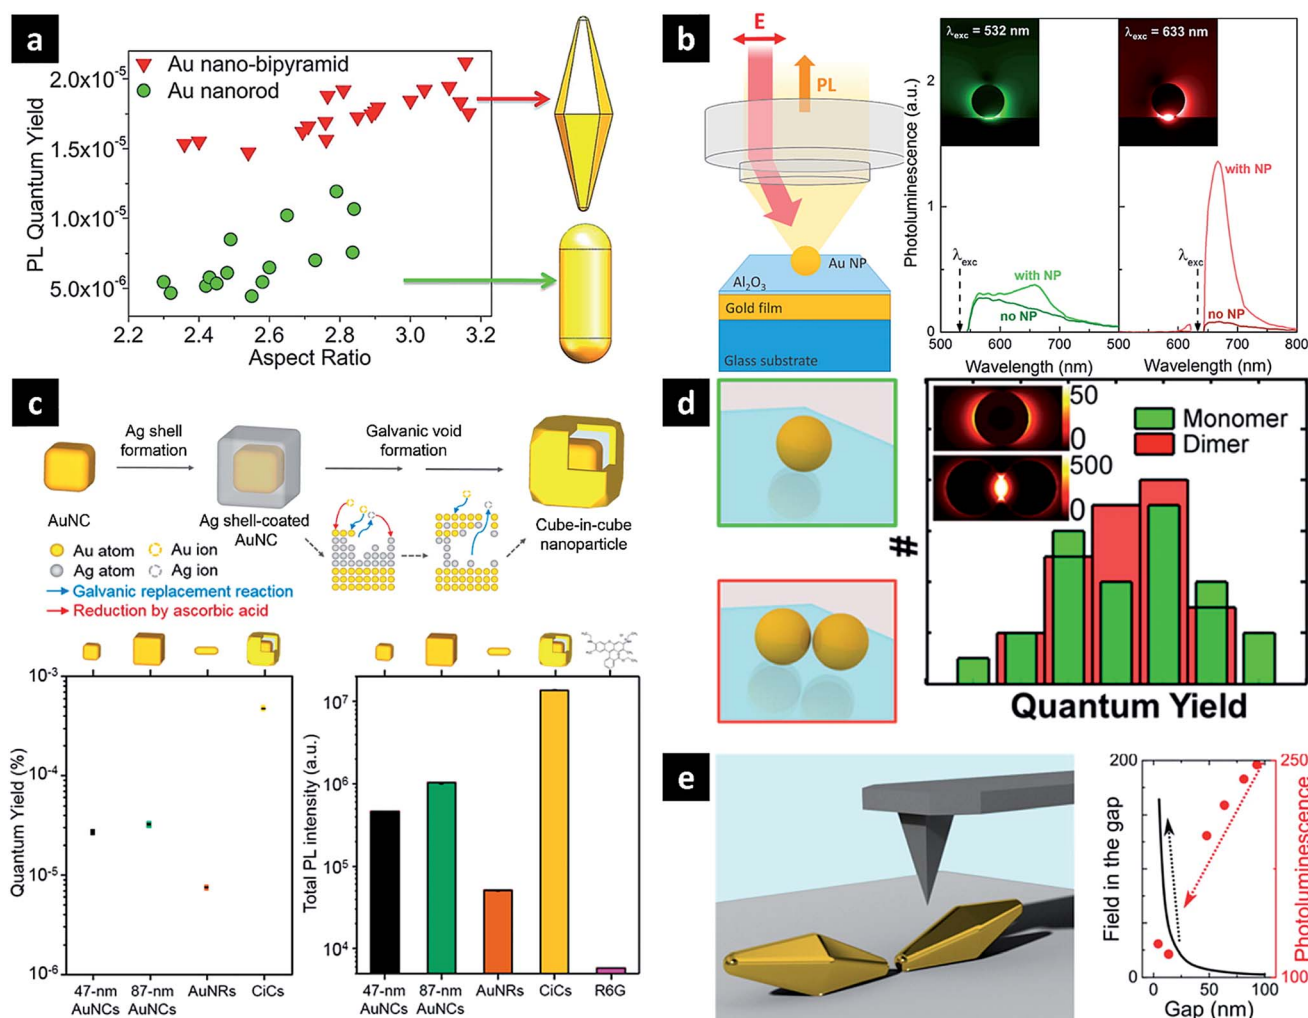 a
PL Quantum Yield
2.0x10-5
1.5x10-5
1.0x10-5
5.0x10-6
Au nano-bipyramid
Au nanorod
2.2 2.4 2.6 2.8 3.0 3.2
Aspect Ratio
b
E
PL
Au NP
Al2O3
Gold film
Glass substrate
Photoluminescence (a.u.)
2
1
0
λexc = 532 nm
λexc = 633 nm
with NP
λexc
λexc
with NP
no NP
no NP
500 600 700 500 600 700 800
Wavelength (nm) Wavelength (nm)
c
Ag shell
formation
Galvanic void
formation
AuNC
Ag shell-coated
AuNC
Cube-in-cube
nanoparticle
Au atom Au ion
Ag atom Ag ion
Galvanic replacement reaction
Reduction by ascorbic acid
Quantum Yield (%)
10-3
10-4
10-5
10-6
47-nm
AuNCs
87-nm
AuNCs
AuNRs
CiCs
Total PL intensity (a.u.)
107
106
105
104
47-nm
AuNCs
87-nm
AuNCs
AuNRs
CiCs
R6G
d
50
0
500
0
Monomer
Dimer
#
Quantum Yield
e
Field in the gap
200
0
250
100
Photoluminescence
0 50 100
Gap (nm)